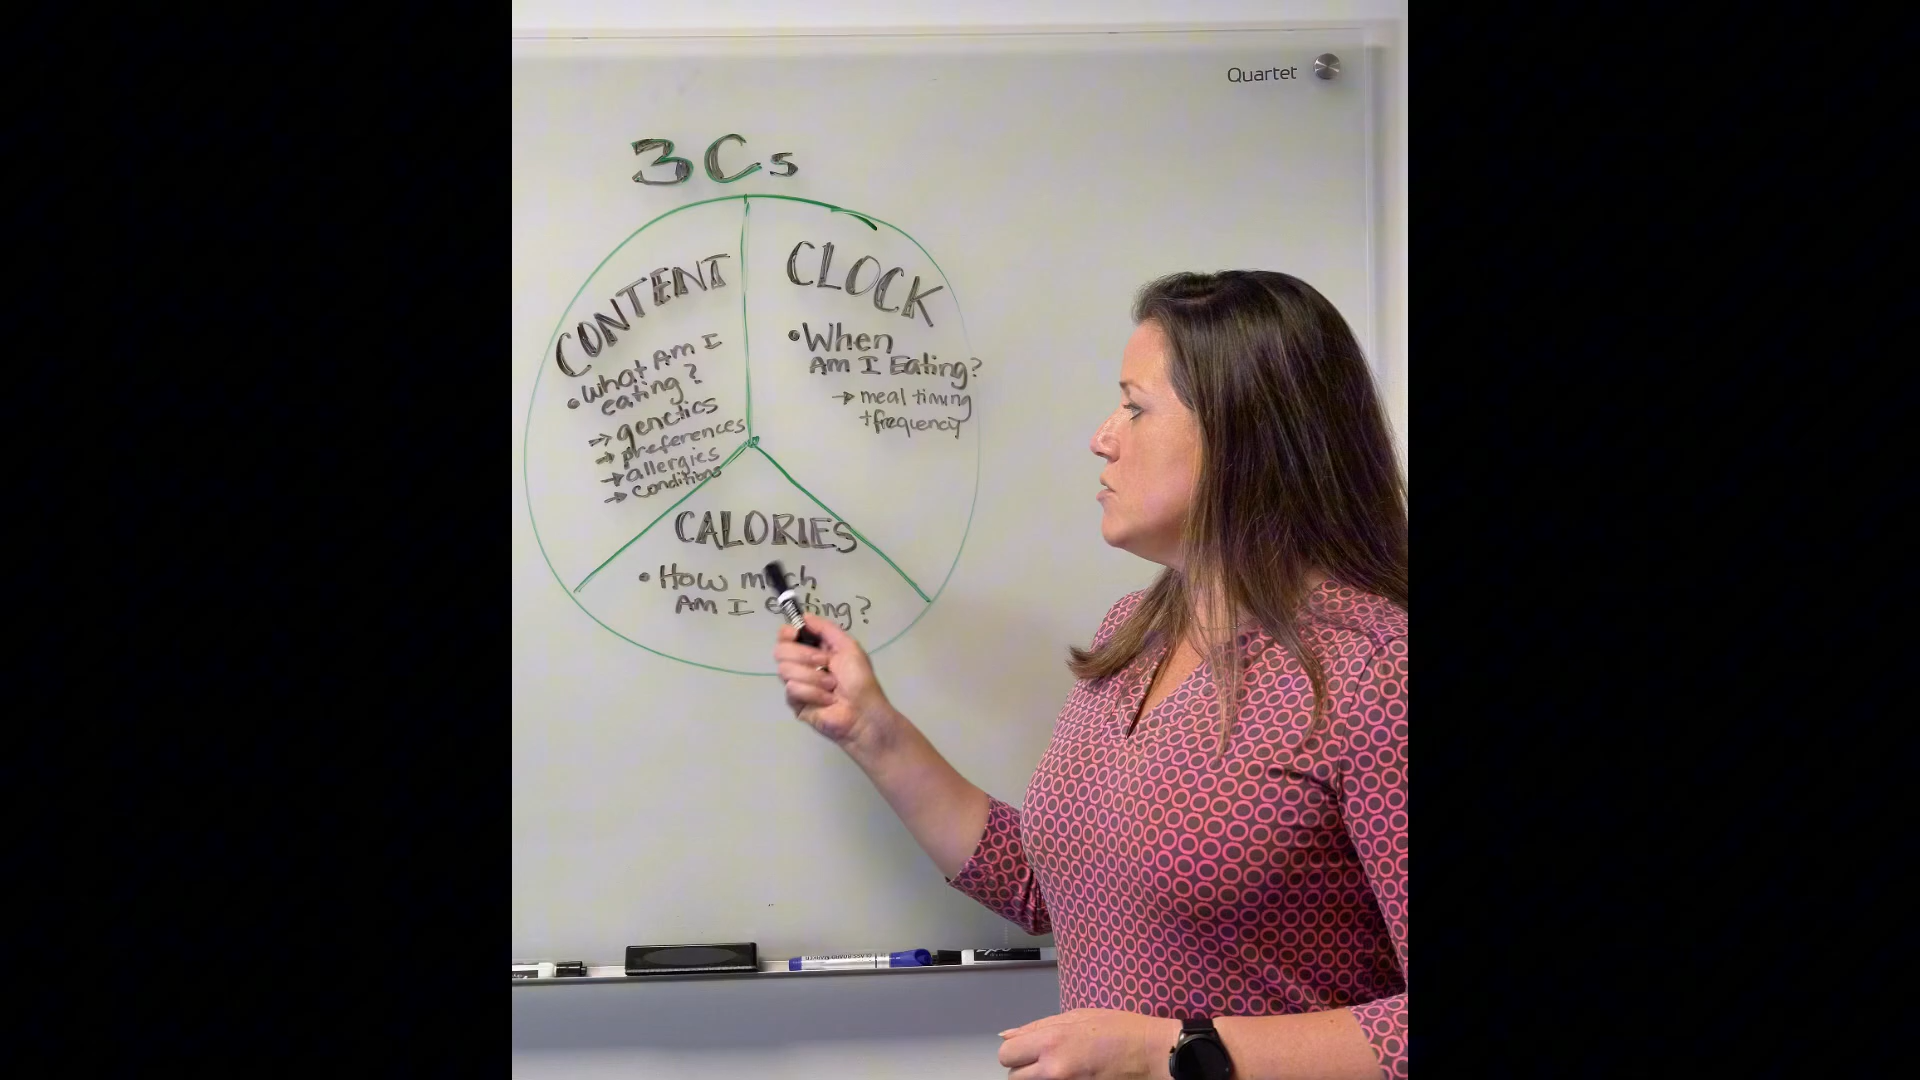 Quartet
3Cs
CONTENT
• What Am I
eating?
→ genetics
→ preferences
→ allergies
→ conditions
CLOCK
• When
Am I Eating?
→ meal timing
+ frequency
CALORIES
• How much
Am I Eating?